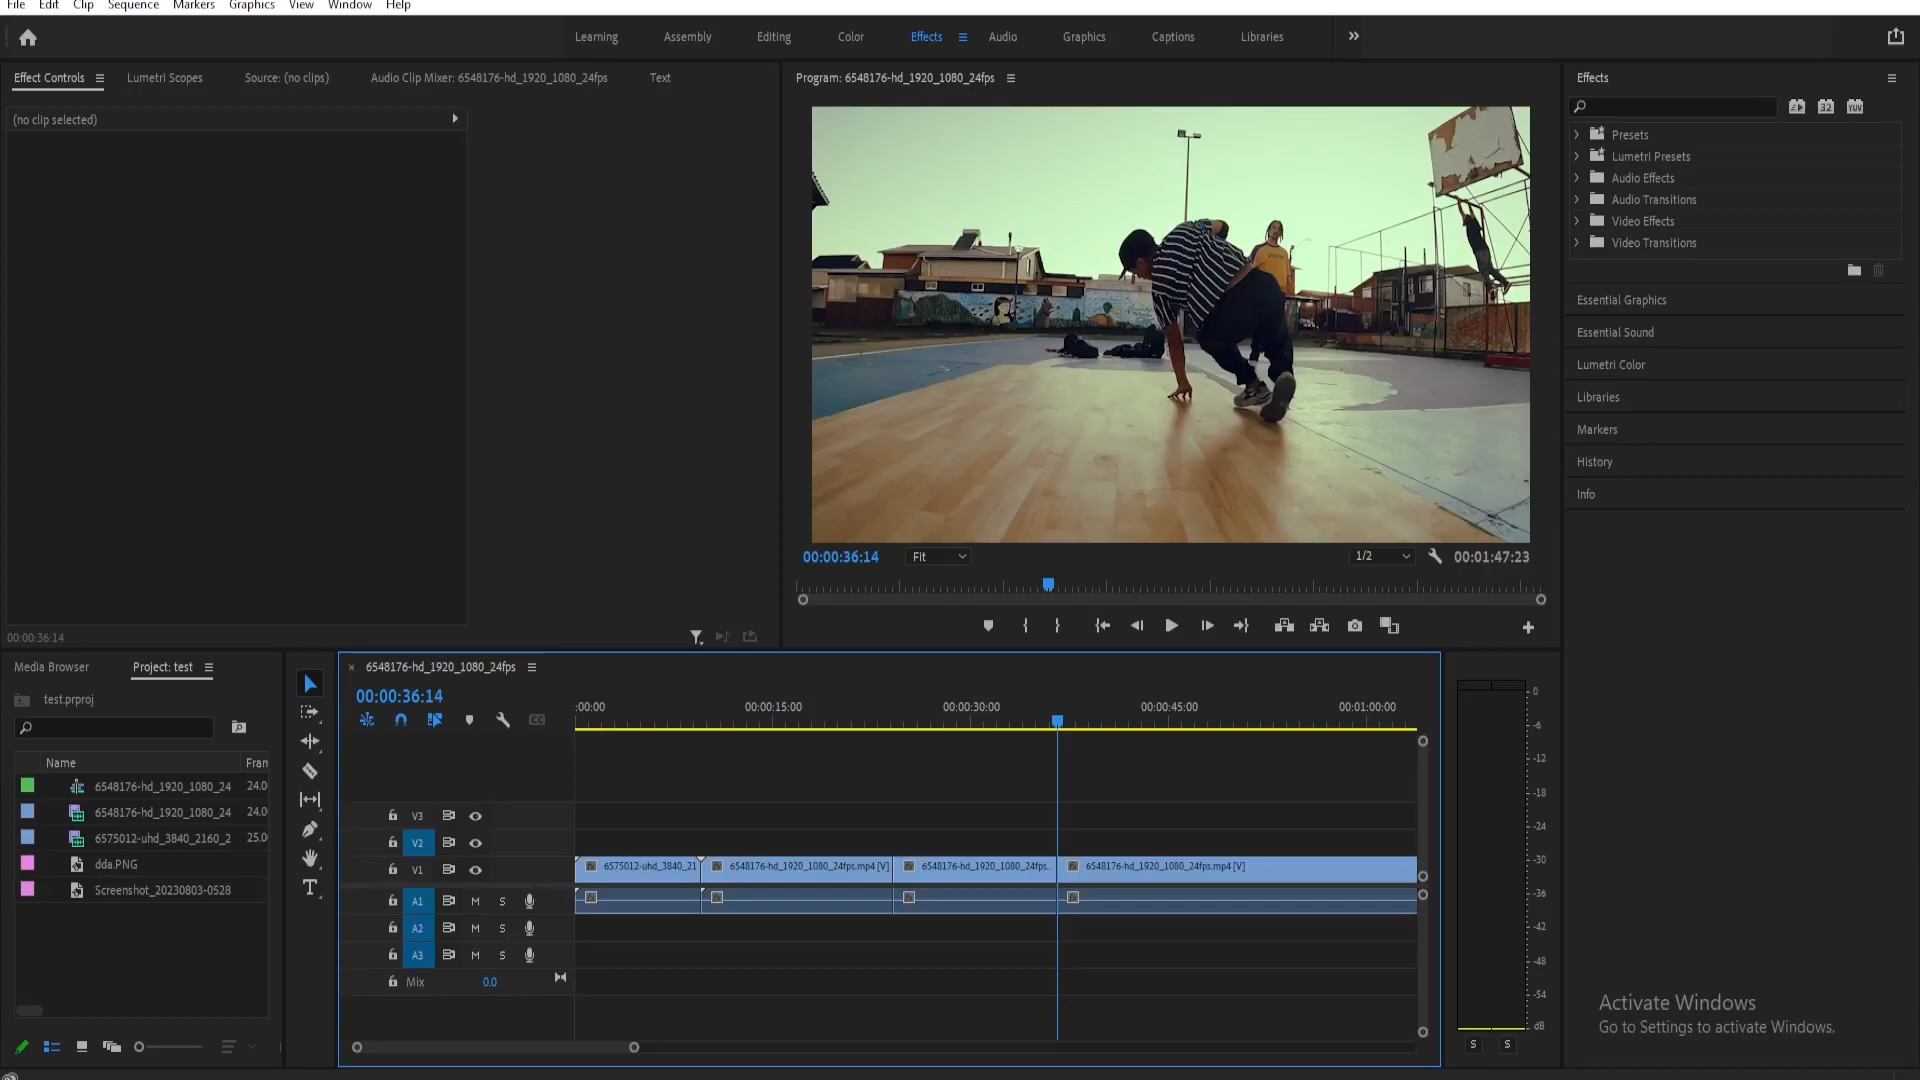 File Edit Clip Sequence Markers Graphics View Window Help
Learning Assembly Editing Color Effects Audio Graphics Captions Libraries
Effect Controls Lumetri Scopes Source: (no clips) Audio Clip Mixer: 6548176-hd_1920_1080_24fps Text
(no clip selected)
00:00:36:14
Program: 6548176-hd_1920_1080_24fps
00:00:36:14 Fit 1/2 00:01:47:23
Effects
32 YUV
Presets
Lumetri Presets
Audio Effects
Audio Transitions
Video Effects
Video Transitions
Essential Graphics
Essential Sound
Lumetri Color
Libraries
Markers
History
Info
Media Browser Project: test
test.prproj
Name Fram
6548176-hd_1920_1080_24 24.0
6548176-hd_1920_1080_24 24.0
6575012-uhd_3840_2160_2 25.0
dda.PNG
Screenshot_20230803-0528
6548176-hd_1920_1080_24fps
00:00:36:14
:00:00 00:00:15:00 00:00:30:00 00:00:45:00 00:01:00:00
V3
V2
V1 6575012-uhd_3840_21 6548176-hd_1920_1080_24fps.mp4 [V] 6548176-hd_1920_1080_24fps. 6548176-hd_1920_1080_24fps.mp4 [V]
A1 M S
A2 M S
A3 M S
Mix 0.0
0
-6
-12
-18
-24
-30
-36
-42
-48
-54
dB
S S
Activate Windows
Go to Settings to activate Windows.